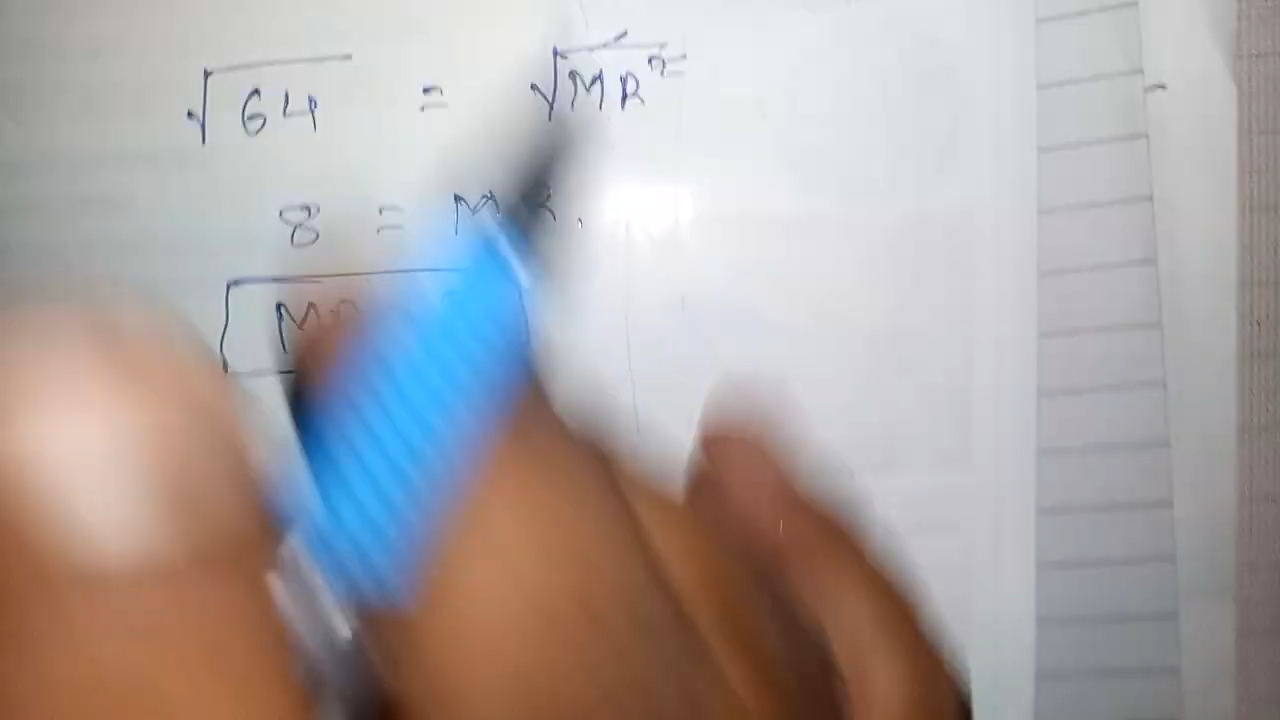 √64 = √MR²
8 = MR.